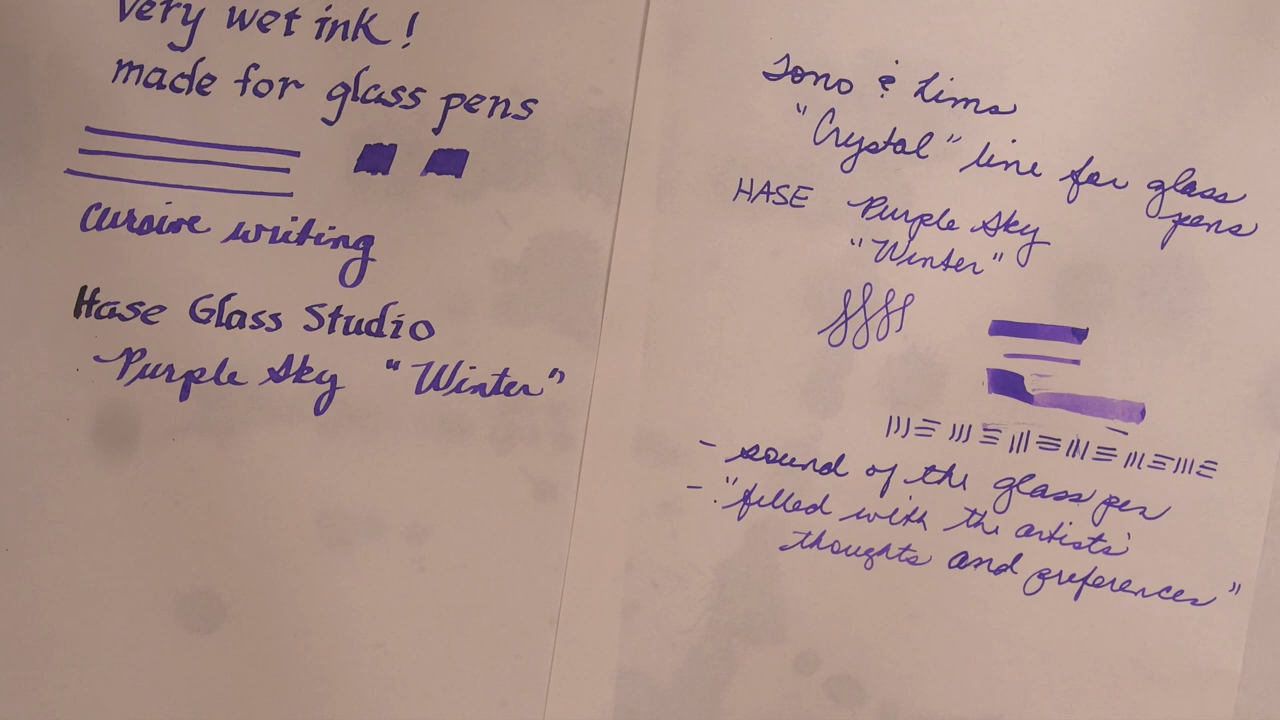 very wet ink!
made for glass pens
cursive writing
Hase Glass Studio
Purple Sky "Winter"
Tono & Lims
"Crystal" line for glass
pens
HASE Purple Sky
"Winter"
- sound of the glass pen
- "filled with the artists'
thoughts and preferences"